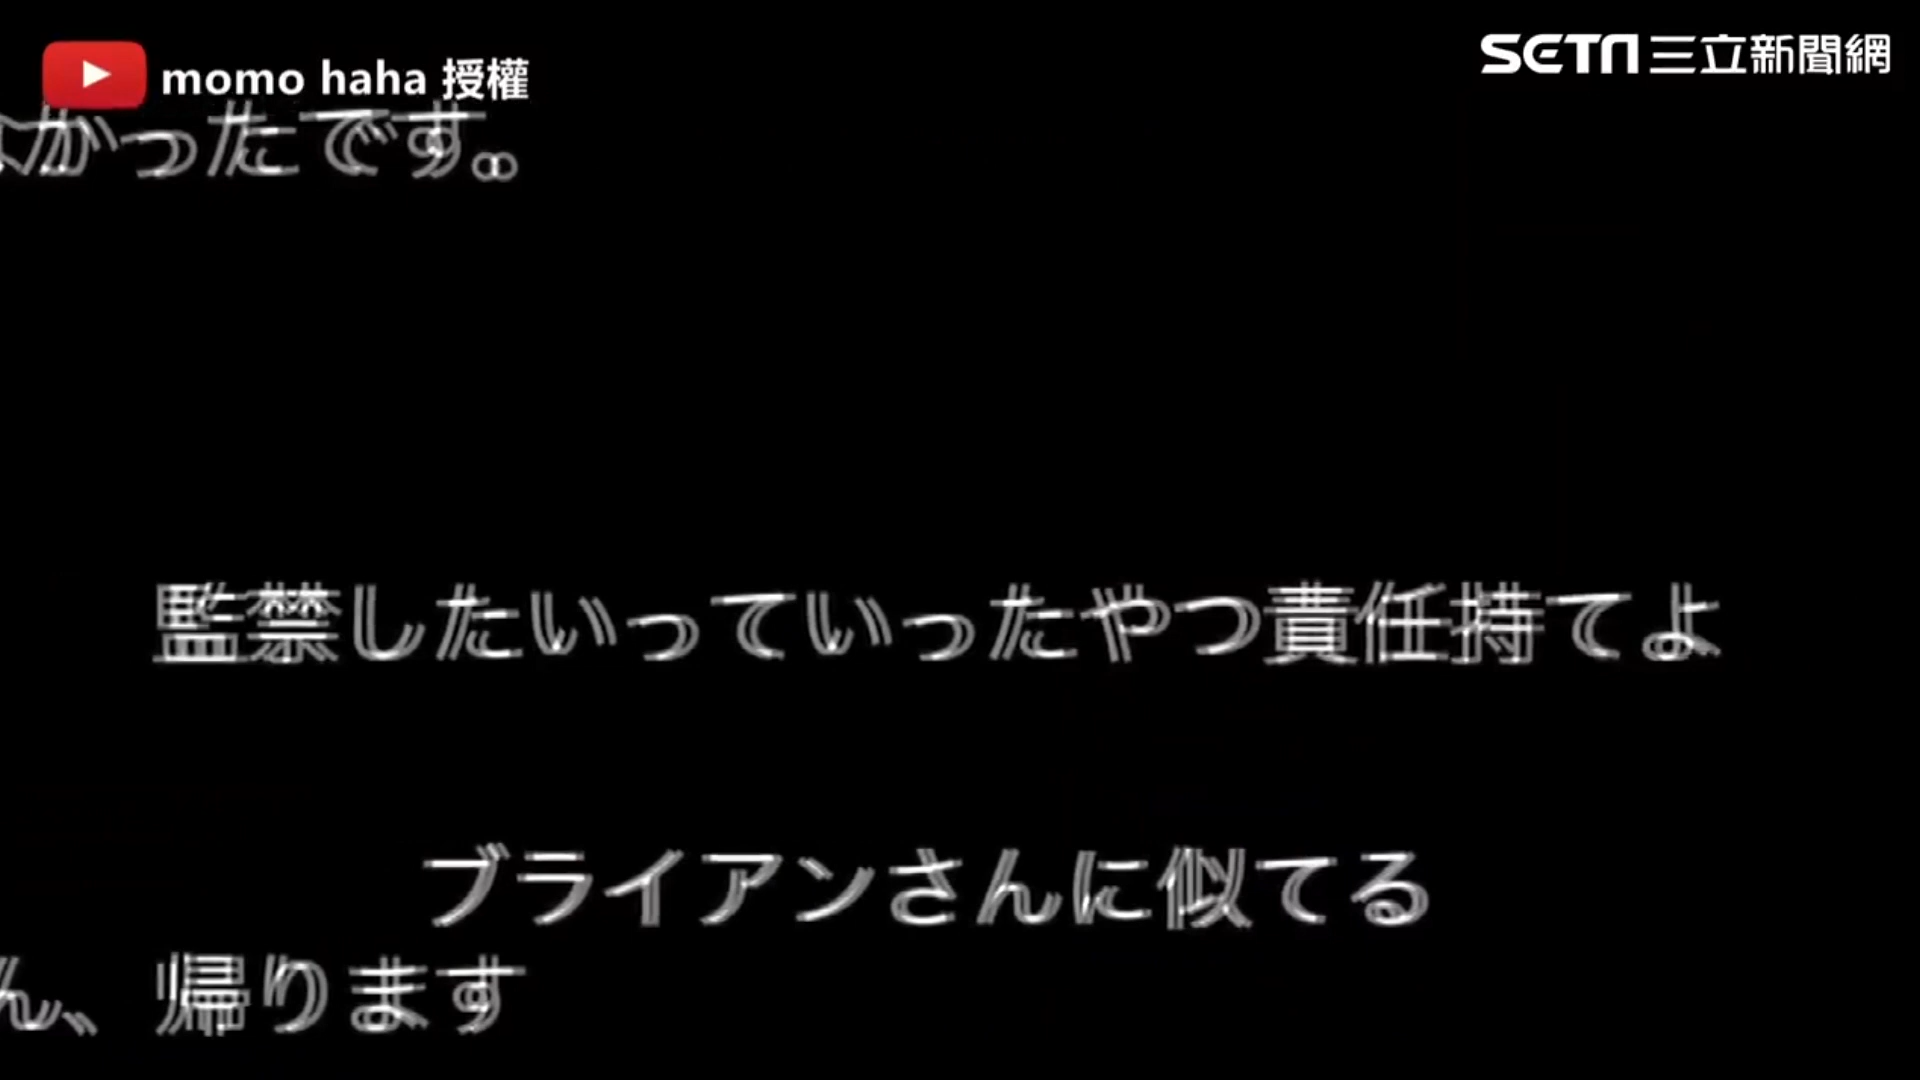 momo haha 授權
SETN三立新聞網
よかったです。
監禁したいっていったやつ責任持てよ
ブライアンさんに似てる
ん、帰ります